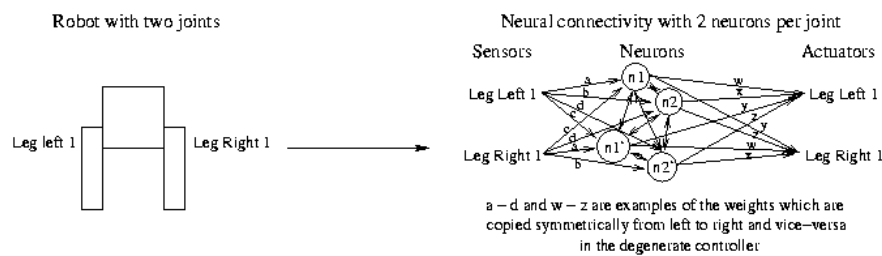 Robot with two joints
Neural connectivity with 2 neurons per joint
Sensors Neurons Actuators
a n1 w
b x
Leg Left 1 d n2 Leg Left 1
c y
z
c y
Leg left 1 Leg Right 1 d z
Leg Right 1 a n1' w Leg Right 1
b n2' x
a – d and w – z are examples of the weights which are
copied symmetrically from left to right and vice–versa
in the degenerate controller